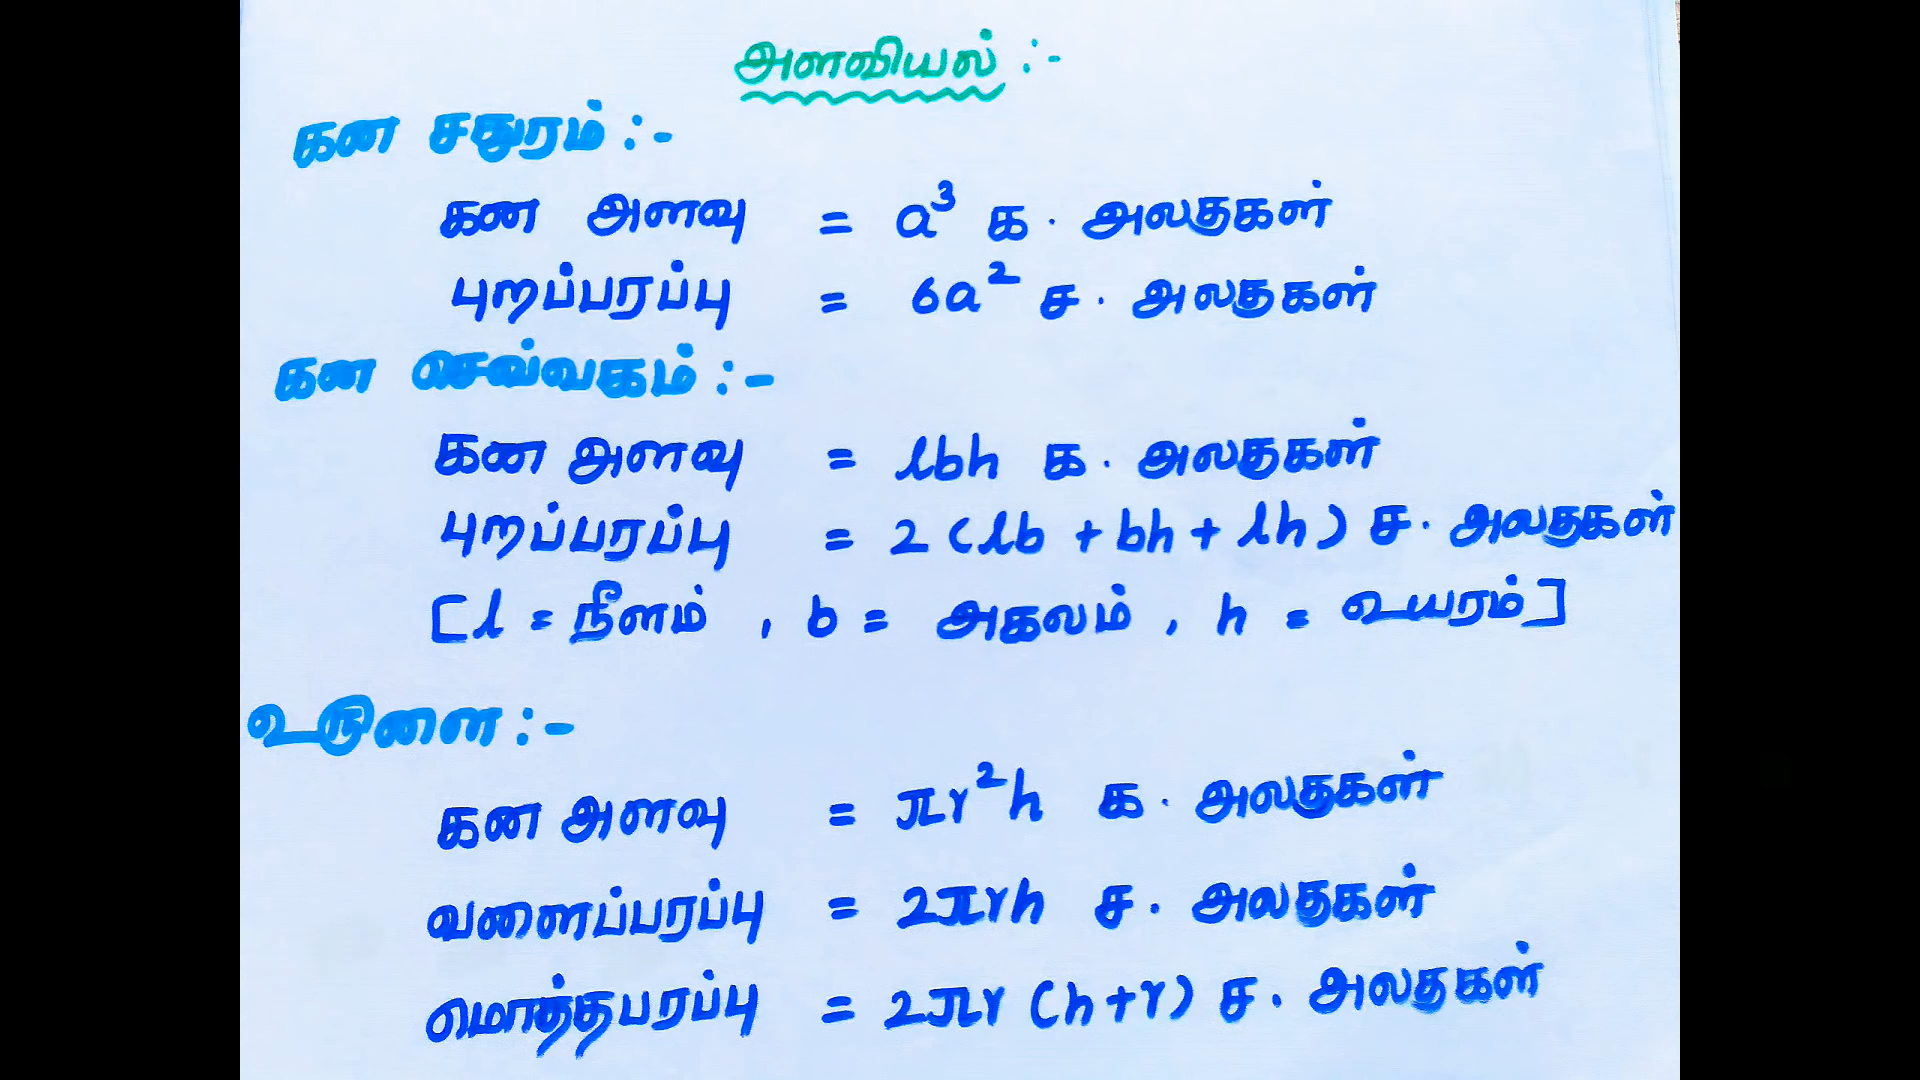 அளவியல் :-
கன சதுரம் :-
கன அளவு = a³ க . அலகுகள்
புறப்பரப்பு = 6a² ச . அலகுகள்
கன செவ்வகம் :-
கன அளவு = lbh க . அலகுகள்
புறப்பரப்பு = 2 (lb + bh + lh) ச . அலகுகள்
[l = நீளம் , b = அகலம் , h = உயரம்]
உருளை :-
கன அளவு = πr²h க . அலகுகள்
வளைப்பரப்பு = 2πrh ச . அலகுகள்
மொத்தபரப்பு = 2πr (h+r) ச . அலகுகள்